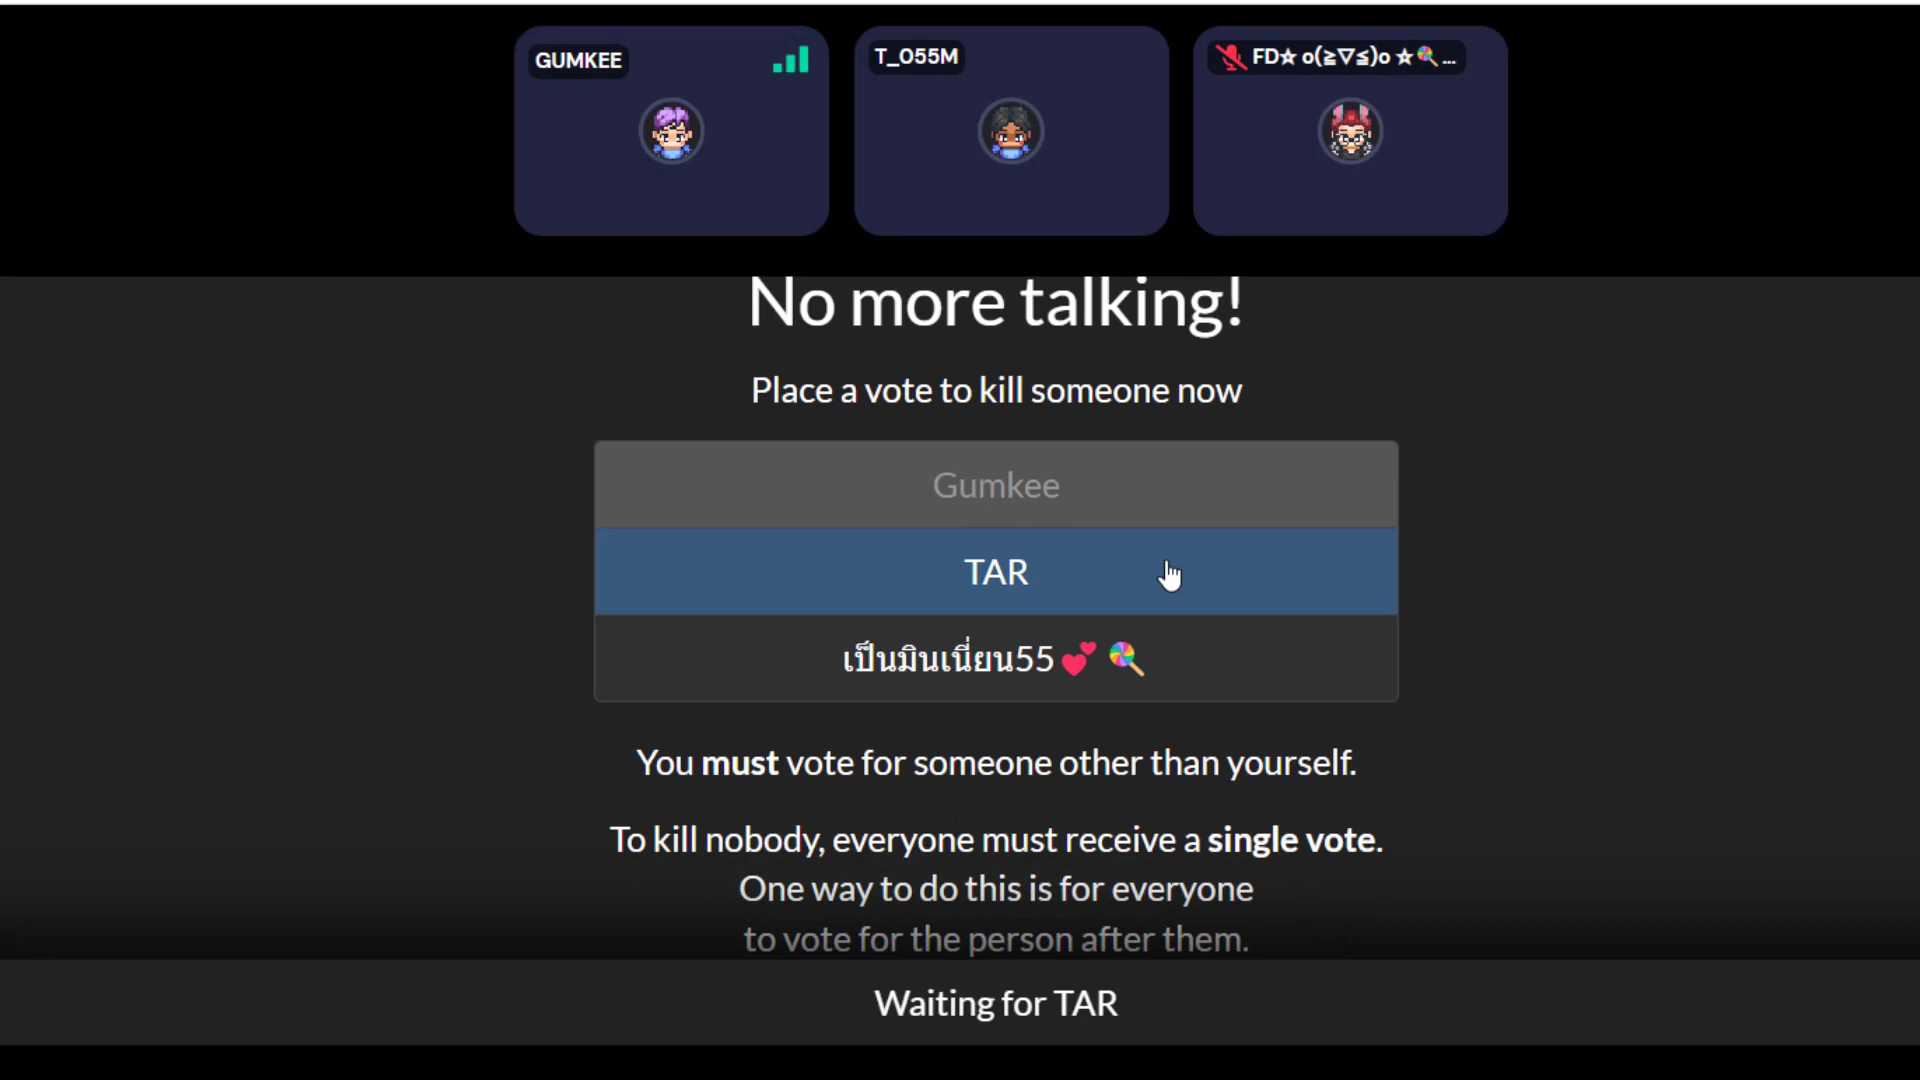 GUMKEE
T_O55M
FD☆ o(≧▽≦)o ☆🍭 ...
No more talking!
Place a vote to kill someone now
Gumkee
TAR
เป็นมินเนี่ยน55💕 🍭
You must vote for someone other than yourself.
To kill nobody, everyone must receive a single vote.
One way to do this is for everyone
to vote for the person after them.
Waiting for TAR